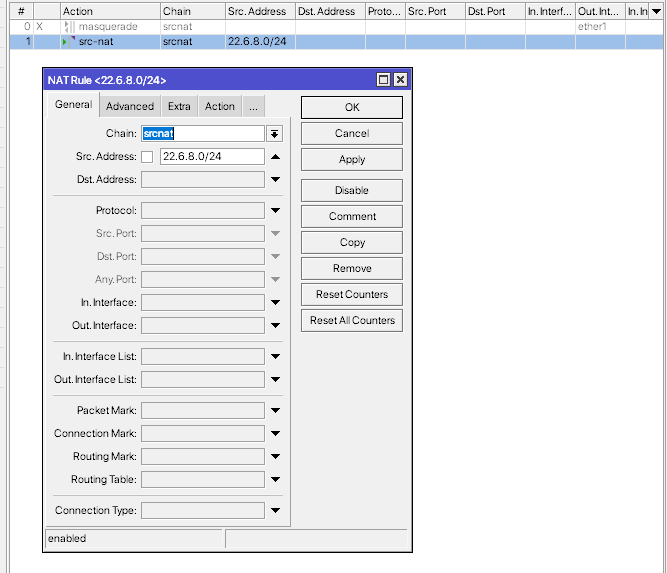 # Action Chain Src. Address Dst. Address Proto... Src. Port Dst. Port In. Interf... Out. Int... In. In
0 X masquerade srcnat ether1
1 src-nat srcnat 22.6.8.0/24
NAT Rule <22.6.8.0/24>
General Advanced Extra Action ...
Chain: srcnat
Src. Address: 22.6.8.0/24
Dst. Address:
Protocol:
Src. Port:
Dst. Port:
Any. Port:
In. Interface:
Out. Interface:
In. Interface List:
Out. Interface List:
Packet Mark:
Connection Mark:
Routing Mark:
Routing Table:
Connection Type:
OK
Cancel
Apply
Disable
Comment
Copy
Remove
Reset Counters
Reset All Counters
enabled